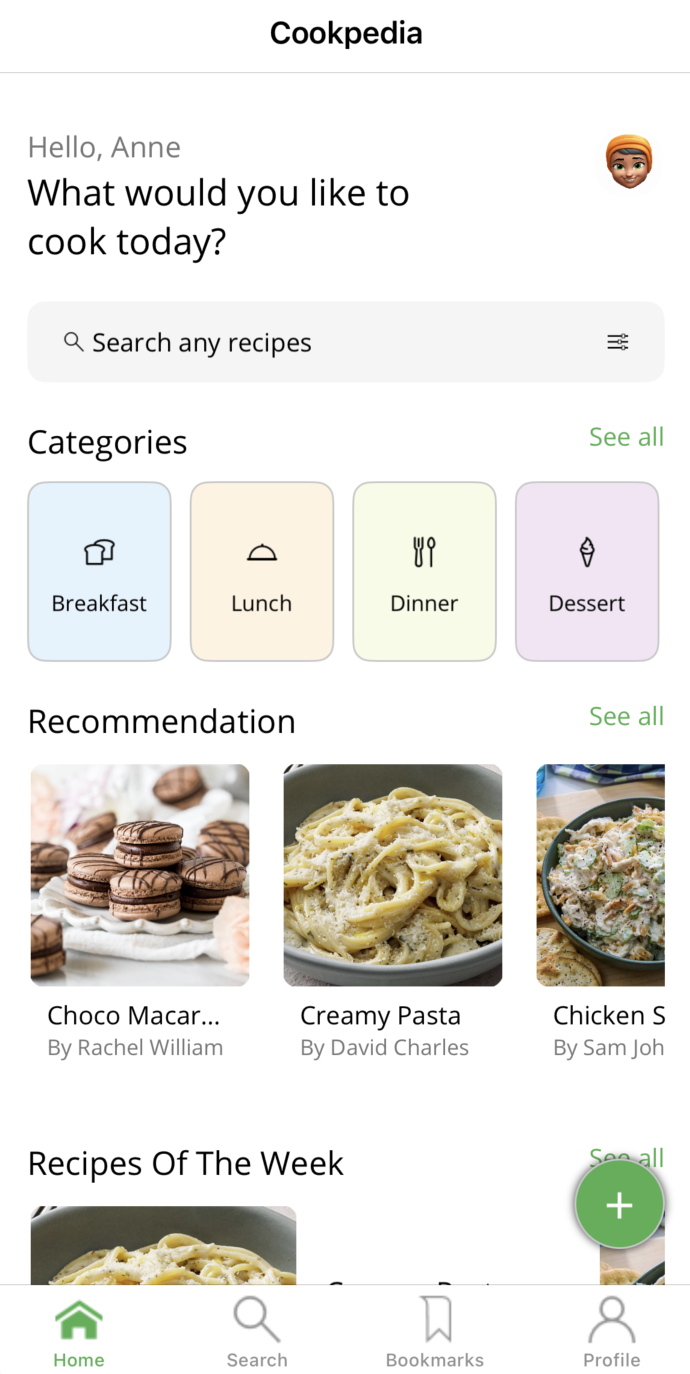 Cookpedia
Hello, Anne
What would you like to
cook today?
Search any recipes
Categories
See all
Breakfast
Lunch
Dinner
Dessert
Recommendation
See all
Choco Macar...
Creamy Pasta
Chicken S
By Rachel William
By David Charles
By Sam Joh
Recipes Of The Week
See all
Home
Search
Bookmarks
Profile